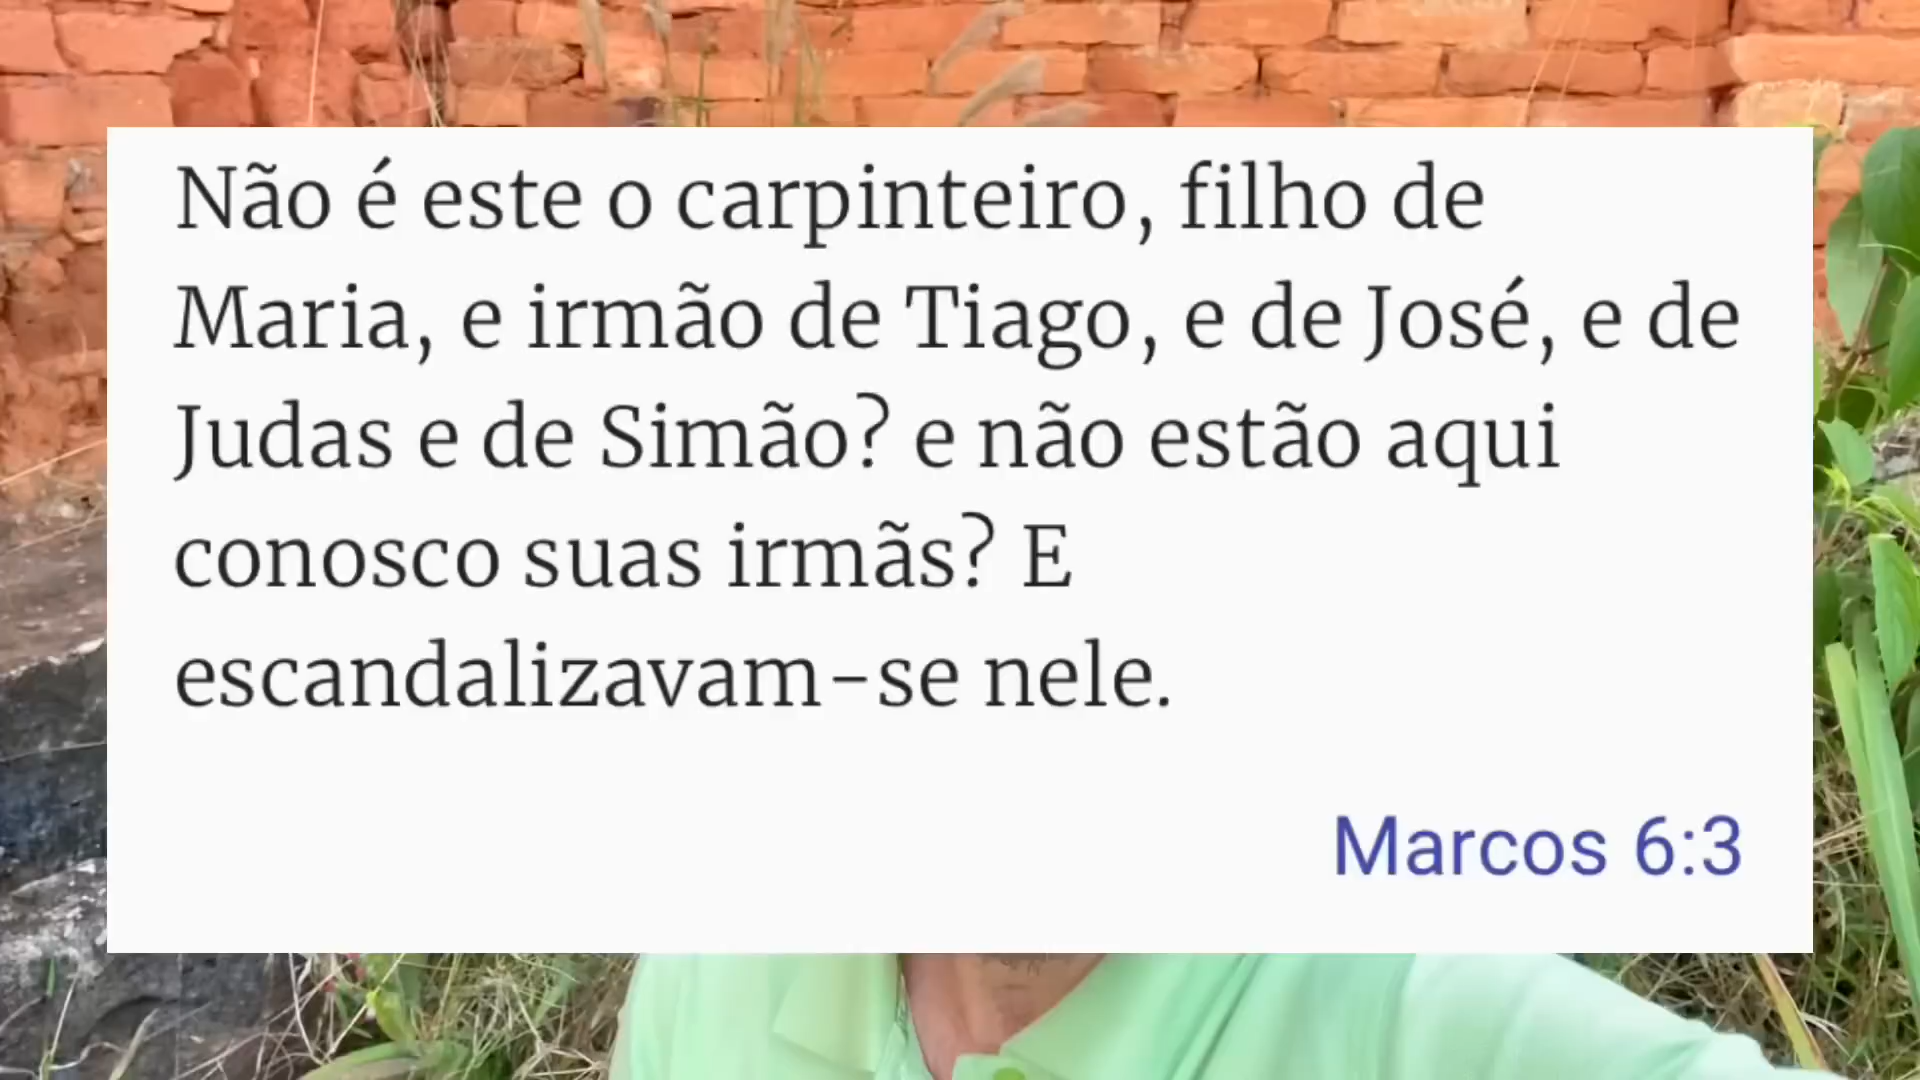 Não é este o carpinteiro, filho de
Maria, e irmão de Tiago, e de José, e de
Judas e de Simão? e não estão aqui
conosco suas irmãs? E
escandalizavam-se nele.
Marcos 6:3